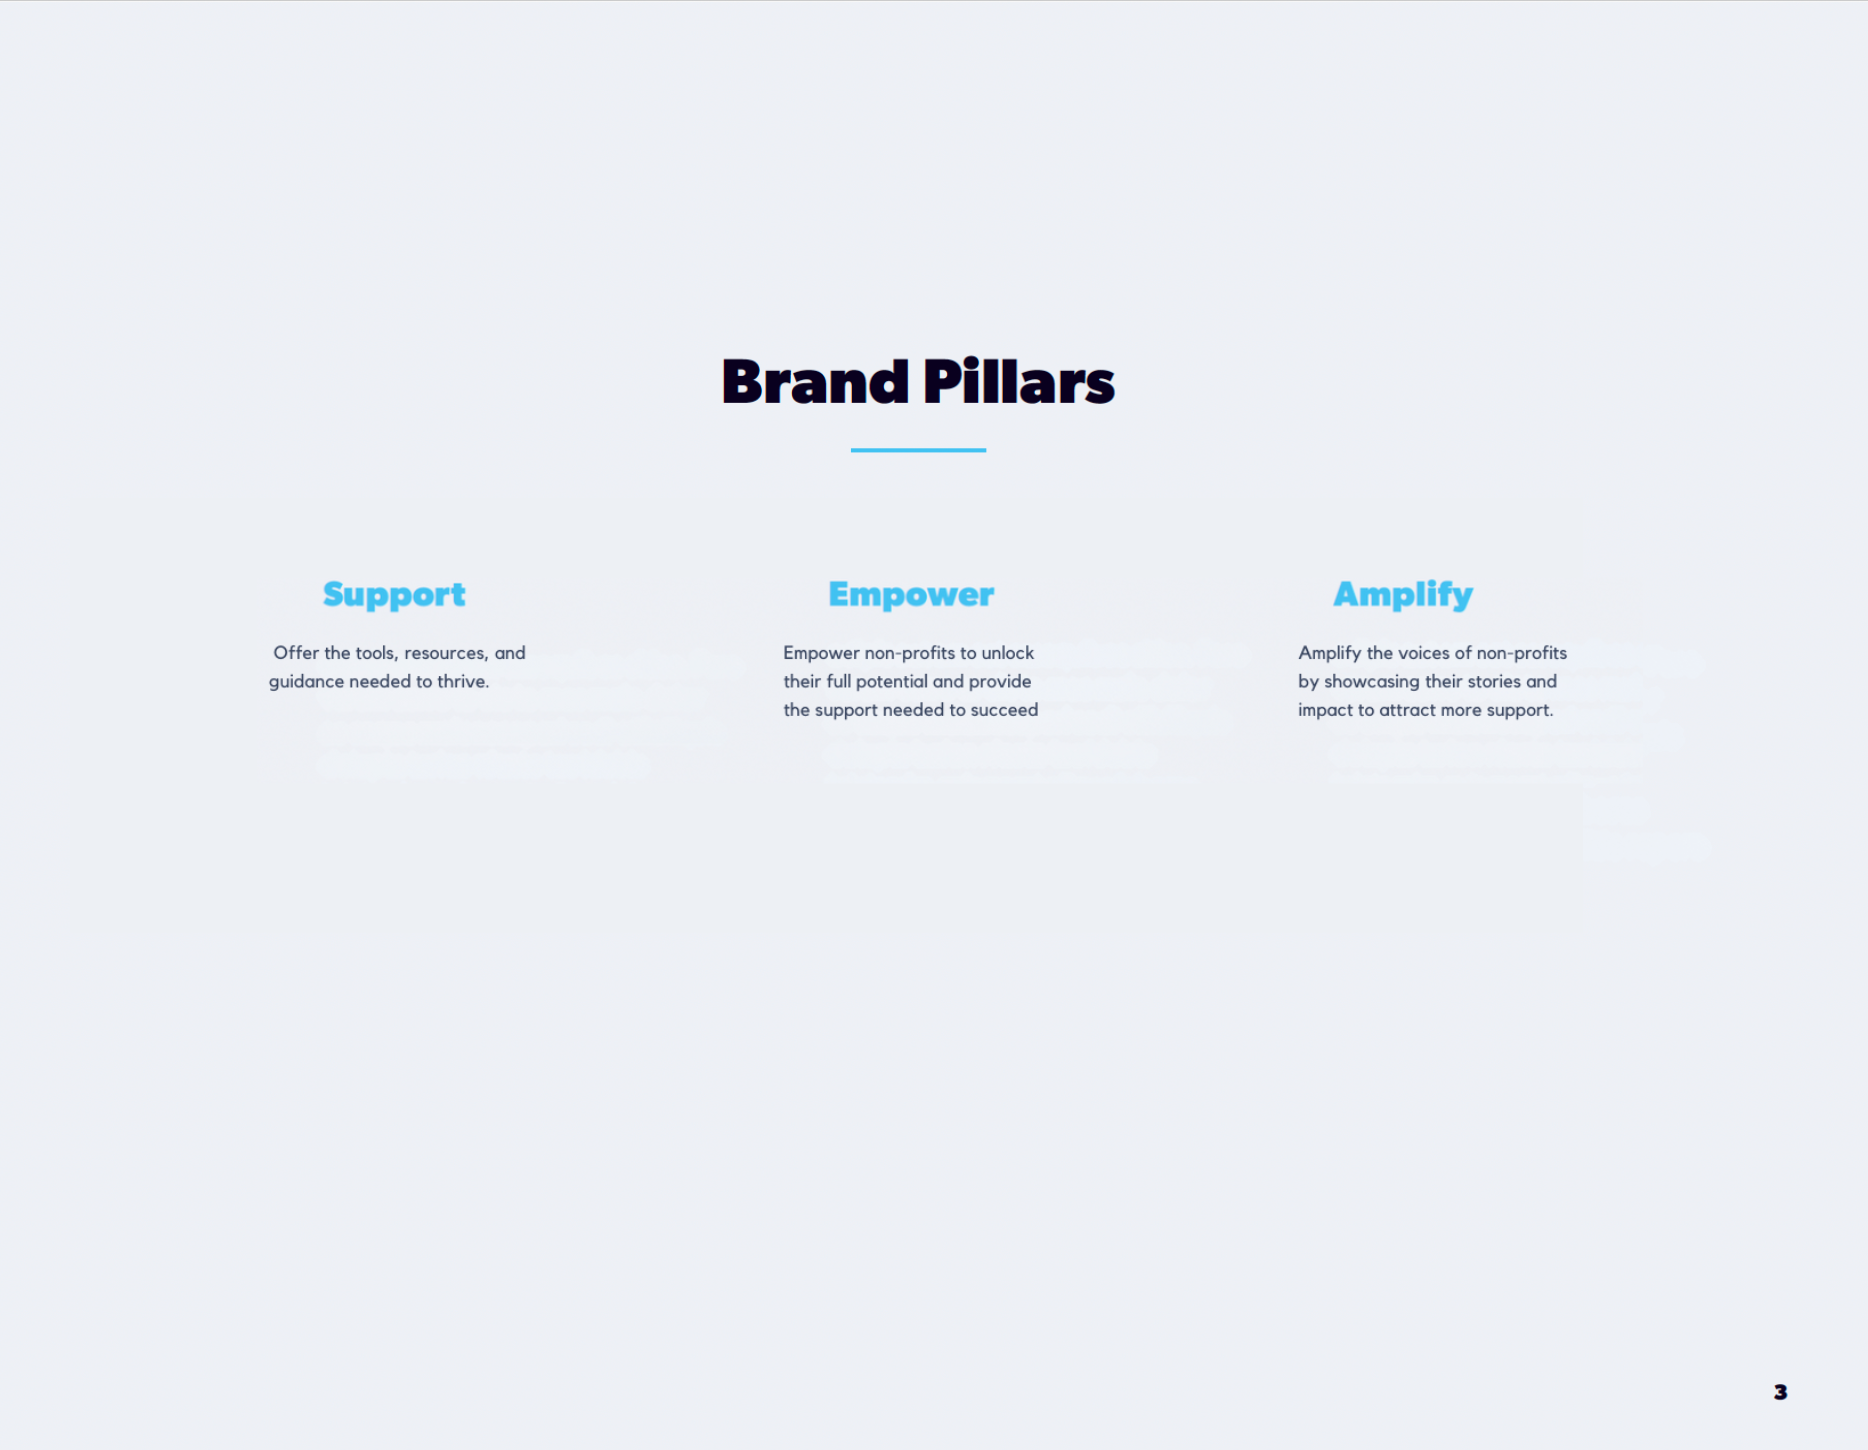 Brand Pillars
Support
Offer the tools, resources, and
guidance needed to thrive.
Empower
Empower non-profits to unlock
their full potential and provide
the support needed to succeed
Amplify
Amplify the voices of non-profits
by showcasing their stories and
impact to attract more support.
3